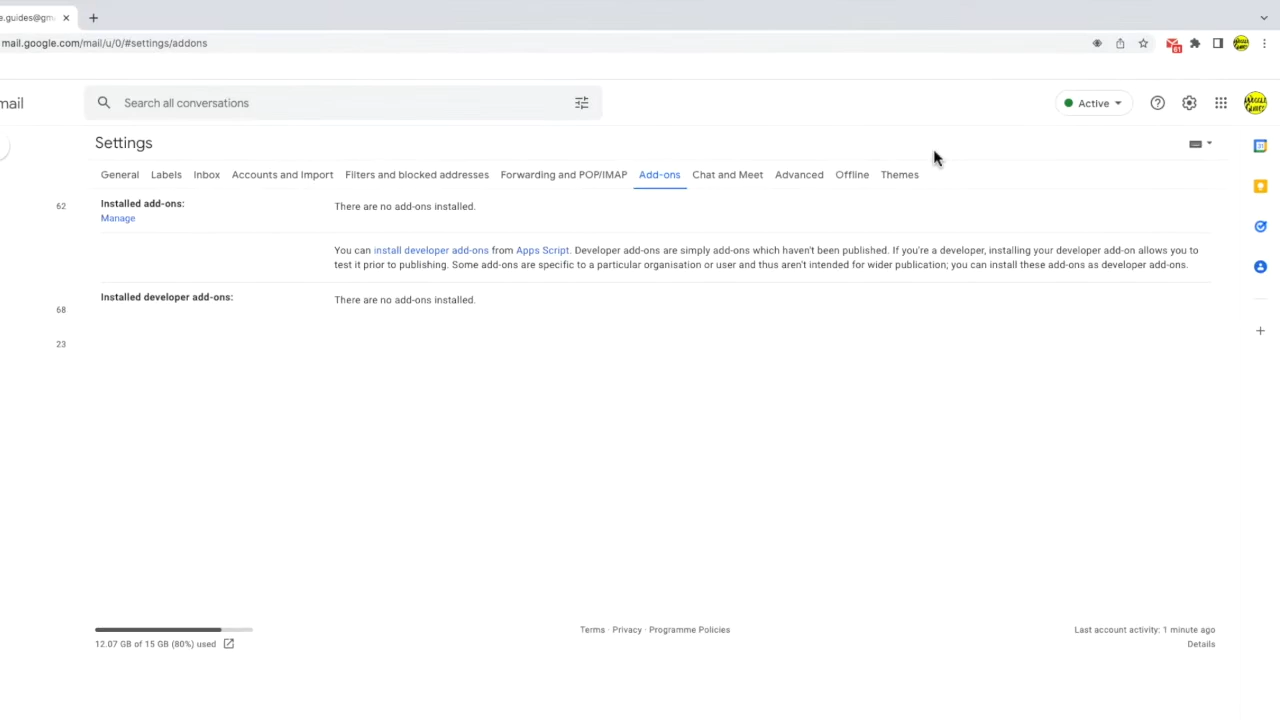 e.guides@gm
mail.google.com/mail/u/0/#settings/addons
61
mail
Search all conversations
Active
Settings
General Labels Inbox Accounts and Import Filters and blocked addresses Forwarding and POP/IMAP Add-ons Chat and Meet Advanced Offline Themes
62
Installed add-ons:
Manage
There are no add-ons installed.
You can install developer add-ons from Apps Script. Developer add-ons are simply add-ons which haven't been published. If you're a developer, installing your developer add-on allows you to
test it prior to publishing. Some add-ons are specific to a particular organisation or user and thus aren't intended for wider publication; you can install these add-ons as developer add-ons.
Installed developer add-ons:
There are no add-ons installed.
68
23
12.07 GB of 15 GB (80%) used
Terms · Privacy · Programme Policies
Last account activity: 1 minute ago
Details